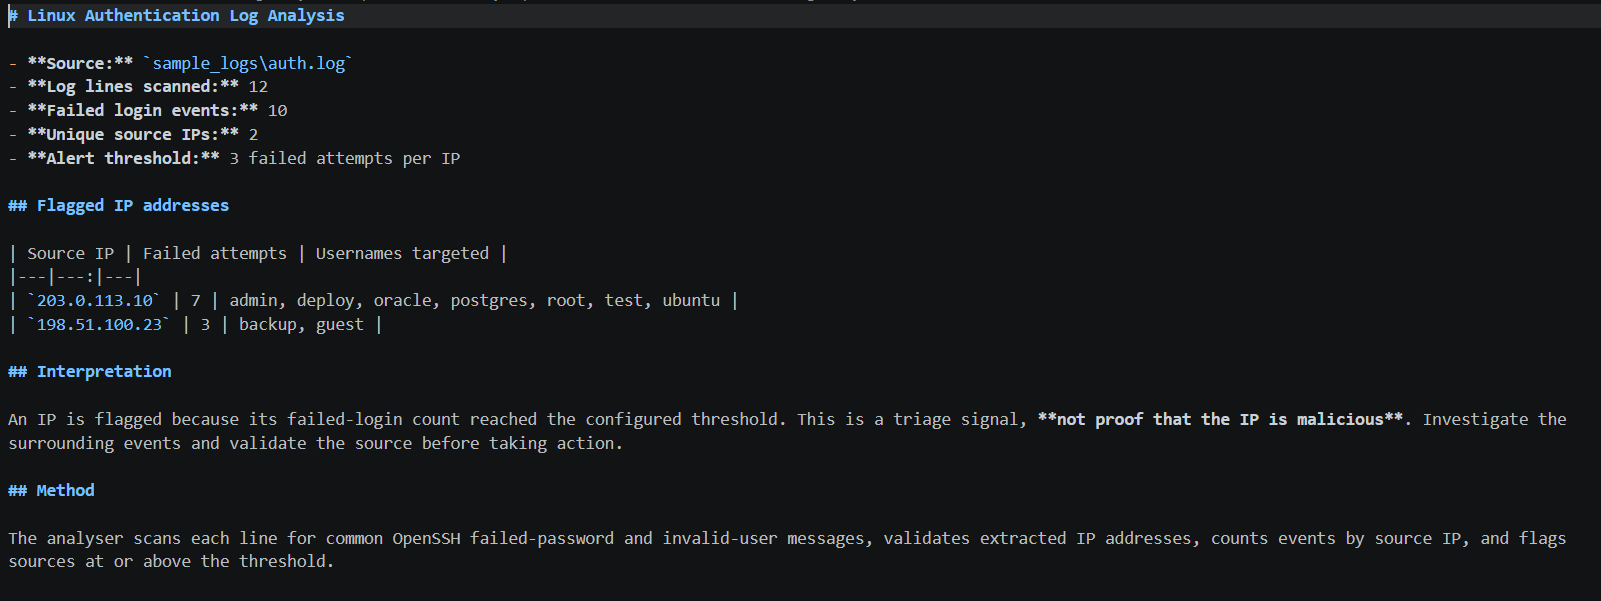 # Linux Authentication Log Analysis
- **Source:** `sample_logs\auth.log`
- **Log lines scanned:** 12
- **Failed login events:** 10
- **Unique source IPs:** 2
- **Alert threshold:** 3 failed attempts per IP
## Flagged IP addresses
| Source IP | Failed attempts | Usernames targeted |
|---|---:|---|
| `203.0.113.10` | 7 | admin, deploy, oracle, postgres, root, test, ubuntu |
| `198.51.100.23` | 3 | backup, guest |
## Interpretation
An IP is flagged because its failed-login count reached the configured threshold. This is a triage signal, **not proof that the IP is malicious**. Investigate the
surrounding events and validate the source before taking action.
## Method
The analyser scans each line for common OpenSSH failed-password and invalid-user messages, validates extracted IP addresses, counts events by source IP, and flags
sources at or above the threshold.